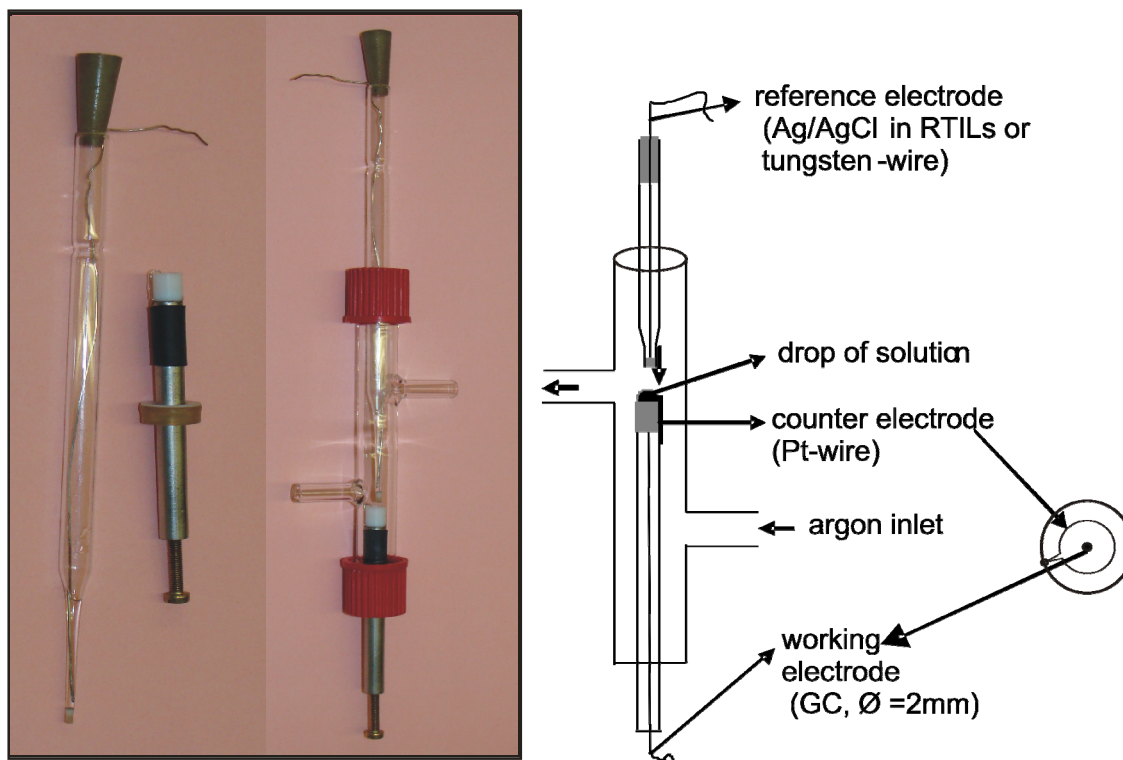 reference electrode
(Ag/AgCl in RTILs or
tungsten -wire)
drop of solution
counter electrode
(Pt-wire)
argon inlet
working
electrode
(GC, Ø =2mm)